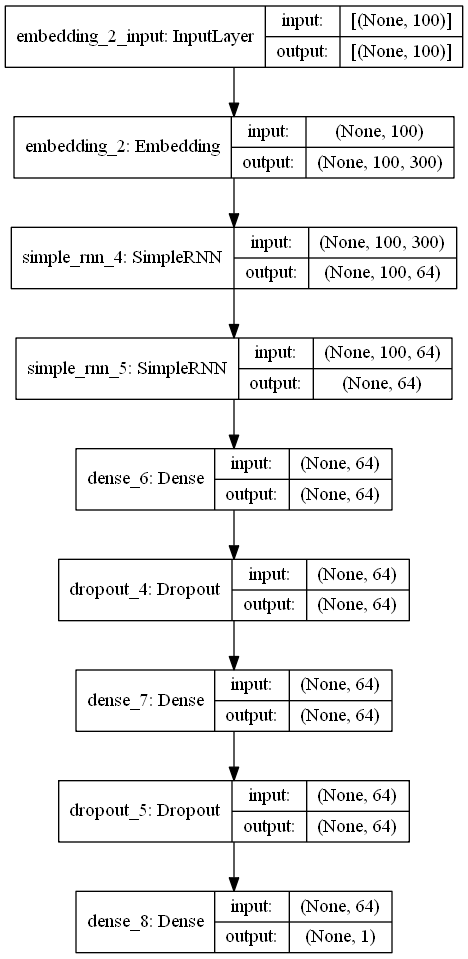 embedding_2_input: InputLayer
input: [(None, 100)]
output: [(None, 100)]
embedding_2: Embedding
input: (None, 100)
output: (None, 100, 300)
simple_rnn_4: SimpleRNN
input: (None, 100, 300)
output: (None, 100, 64)
simple_rnn_5: SimpleRNN
input: (None, 100, 64)
output: (None, 64)
dense_6: Dense
input: (None, 64)
output: (None, 64)
dropout_4: Dropout
input: (None, 64)
output: (None, 64)
dense_7: Dense
input: (None, 64)
output: (None, 64)
dropout_5: Dropout
input: (None, 64)
output: (None, 64)
dense_8: Dense
input: (None, 64)
output: (None, 1)